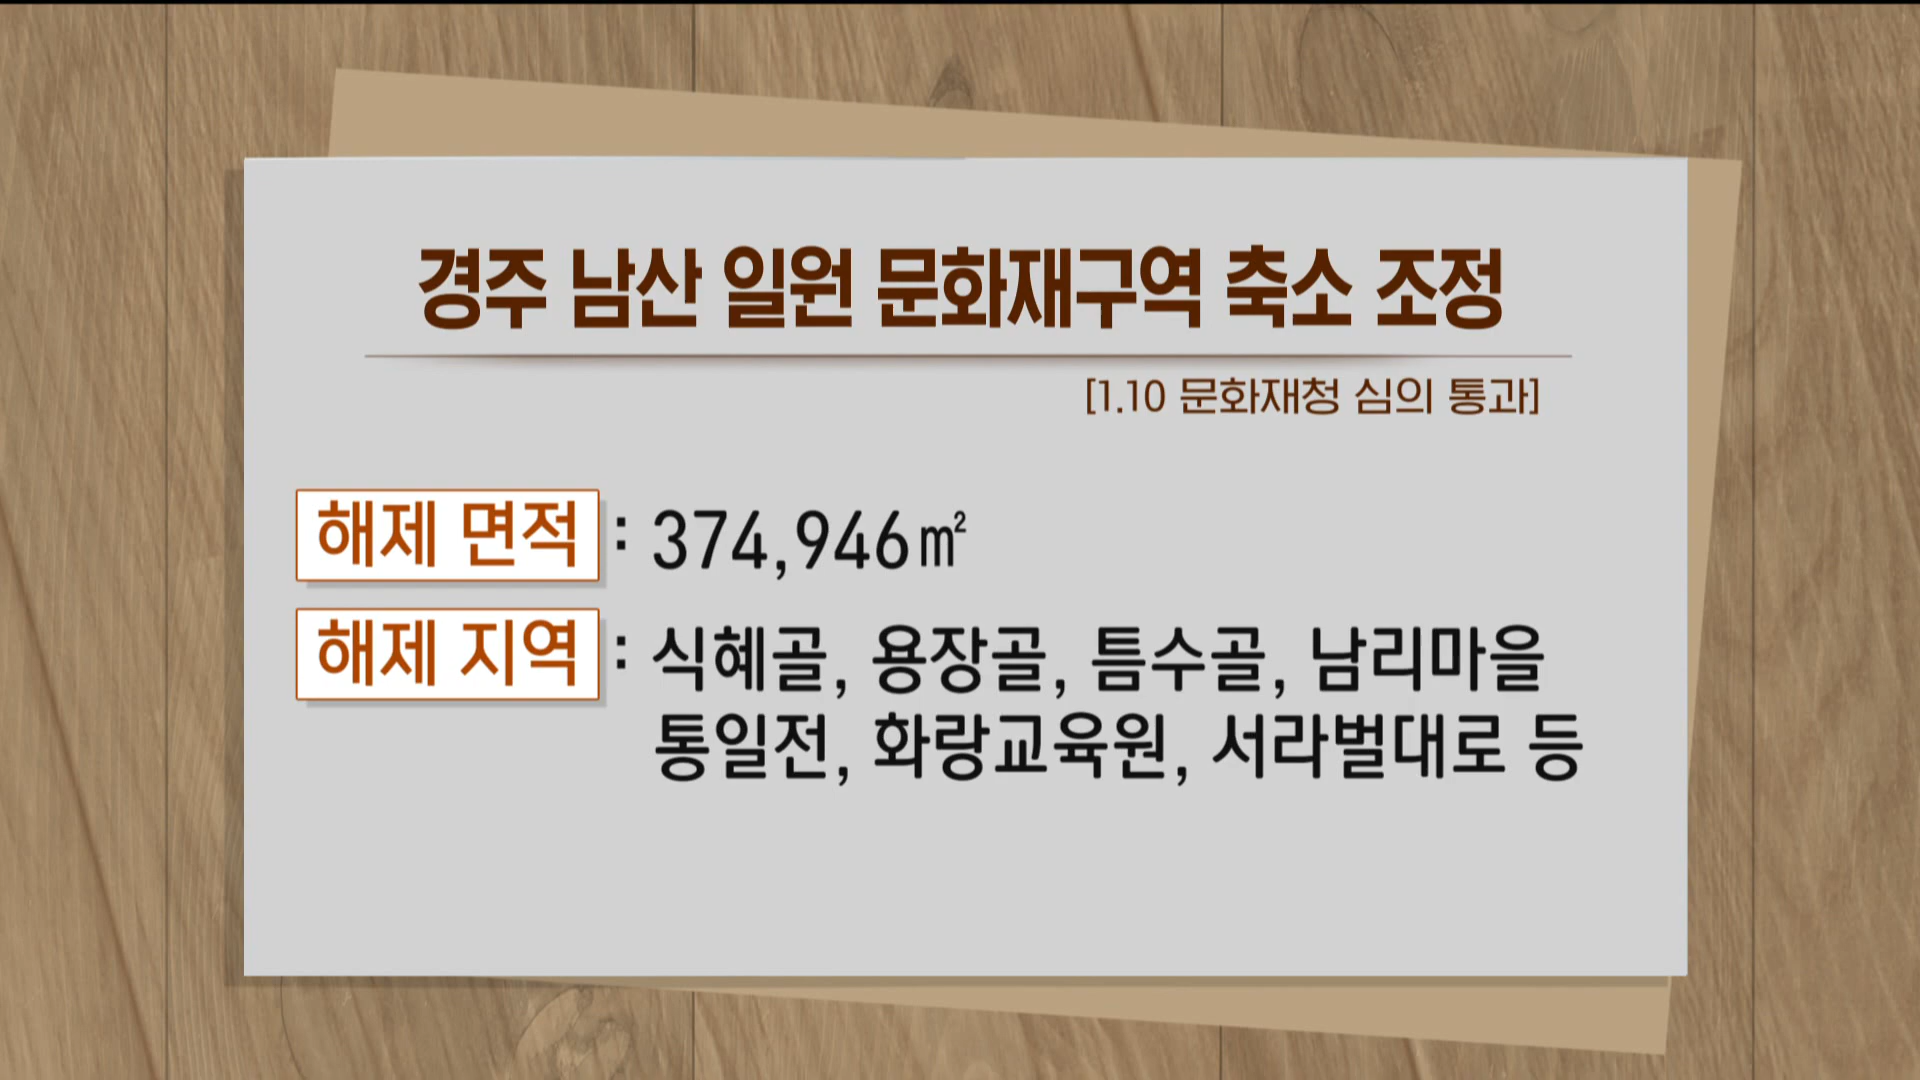 경주 남산 일원 문화재구역 축소 조정
[1.10 문화재청 심의 통과]
해제 면적 : 374,946㎡
해제 지역 : 식혜골, 용장골, 틈수골, 남리마을
통일전, 화랑교육원, 서라벌대로 등